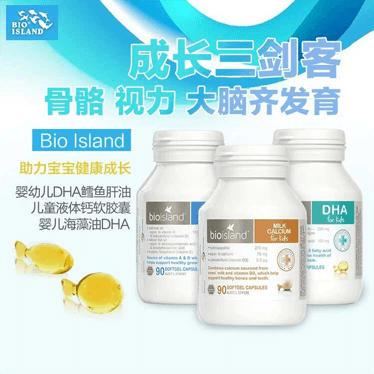 BIO
ISLAND
成长三剑客
骨骼 视力 大脑齐发育
Bio Island
助力宝宝健康成长
婴幼儿DHA鳕鱼肝油
儿童液体钙软胶囊
婴儿海藻油DHA
bioisland
90 SOFTGEL CAPSULES
bioisland
MILK
CALCIUM
for kids
90 SOFTGEL CAPSULES
DHA
for kids
CAPSULES